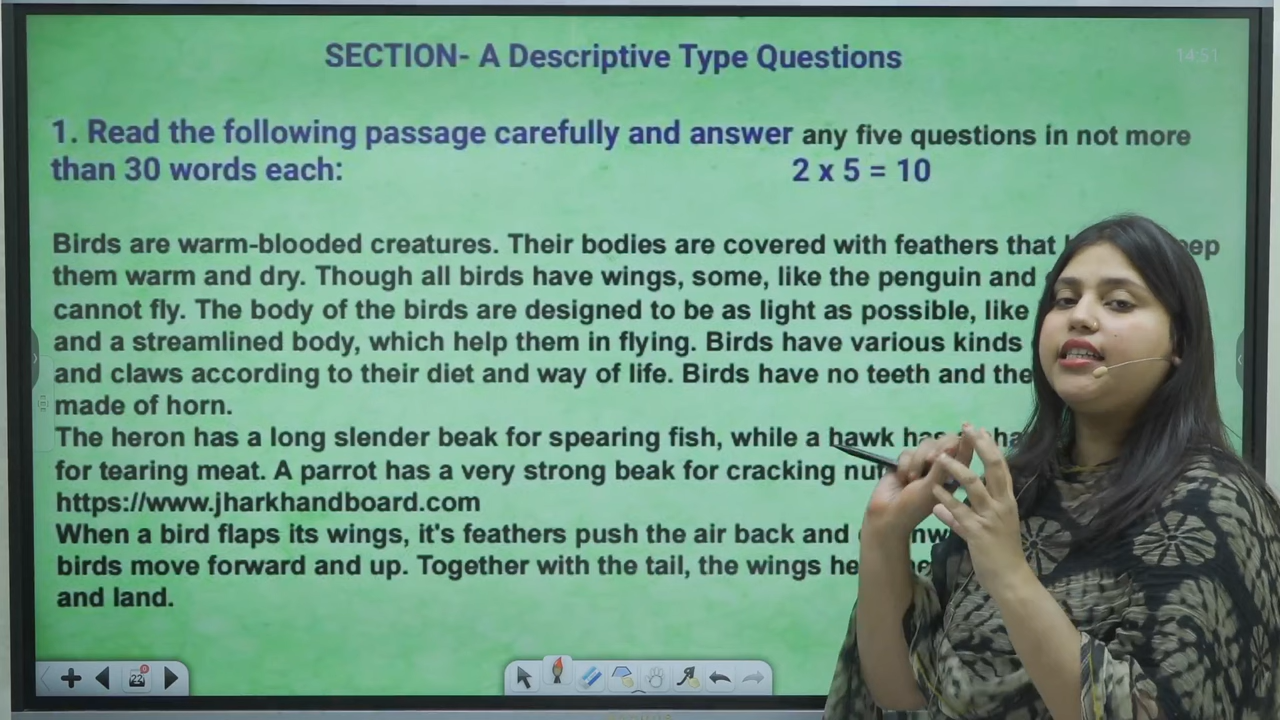 SECTION- A Descriptive Type Questions
14:51
1. Read the following passage carefully and answer any five questions in not more
than 30 words each: 2 x 5 = 10
Birds are warm-blooded creatures. Their bodies are covered with feathers that
them warm and dry. Though all birds have wings, some, like the penguin and
cannot fly. The body of the birds are designed to be as light as possible, like
and a streamlined body, which help them in flying. Birds have various kinds
and claws according to their diet and way of life. Birds have no teeth and
made of horn.
The heron has a long slender beak for spearing fish, while a hawk has
for tearing meat. A parrot has a very strong beak for cracking
https://www.jharkhandboard.com
When a bird flaps its wings, it's feathers push the air back and
birds move forward and up. Together with the tail, the wings
and land.
22